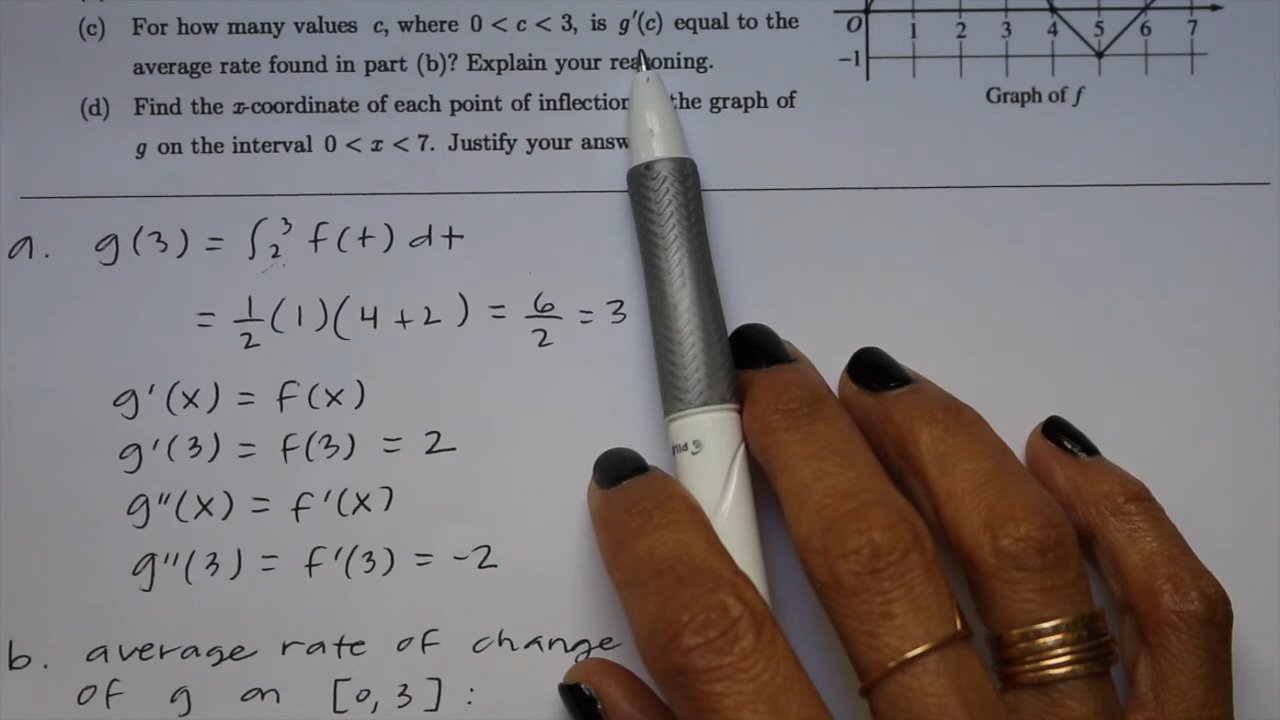 (c) For how many values c, where 0 < c < 3, is g′(c) equal to the
average rate found in part (b)? Explain your reasoning.
(d) Find the x-coordinate of each point of inflection the graph of
g on the interval 0 < x < 7. Justify your
O 1 2 3 4 5 6 7
−1
Graph of f
a. g(3) = ∫₂³ f(t) dt
= 1/2 (1)(4+2) = 6/2 = 3
g'(x) = f(x)
g'(3) = f(3) = 2
g''(x) = f'(x)
g''(3) = f'(3) = -2
b. average rate of change
of g on [0,3] :